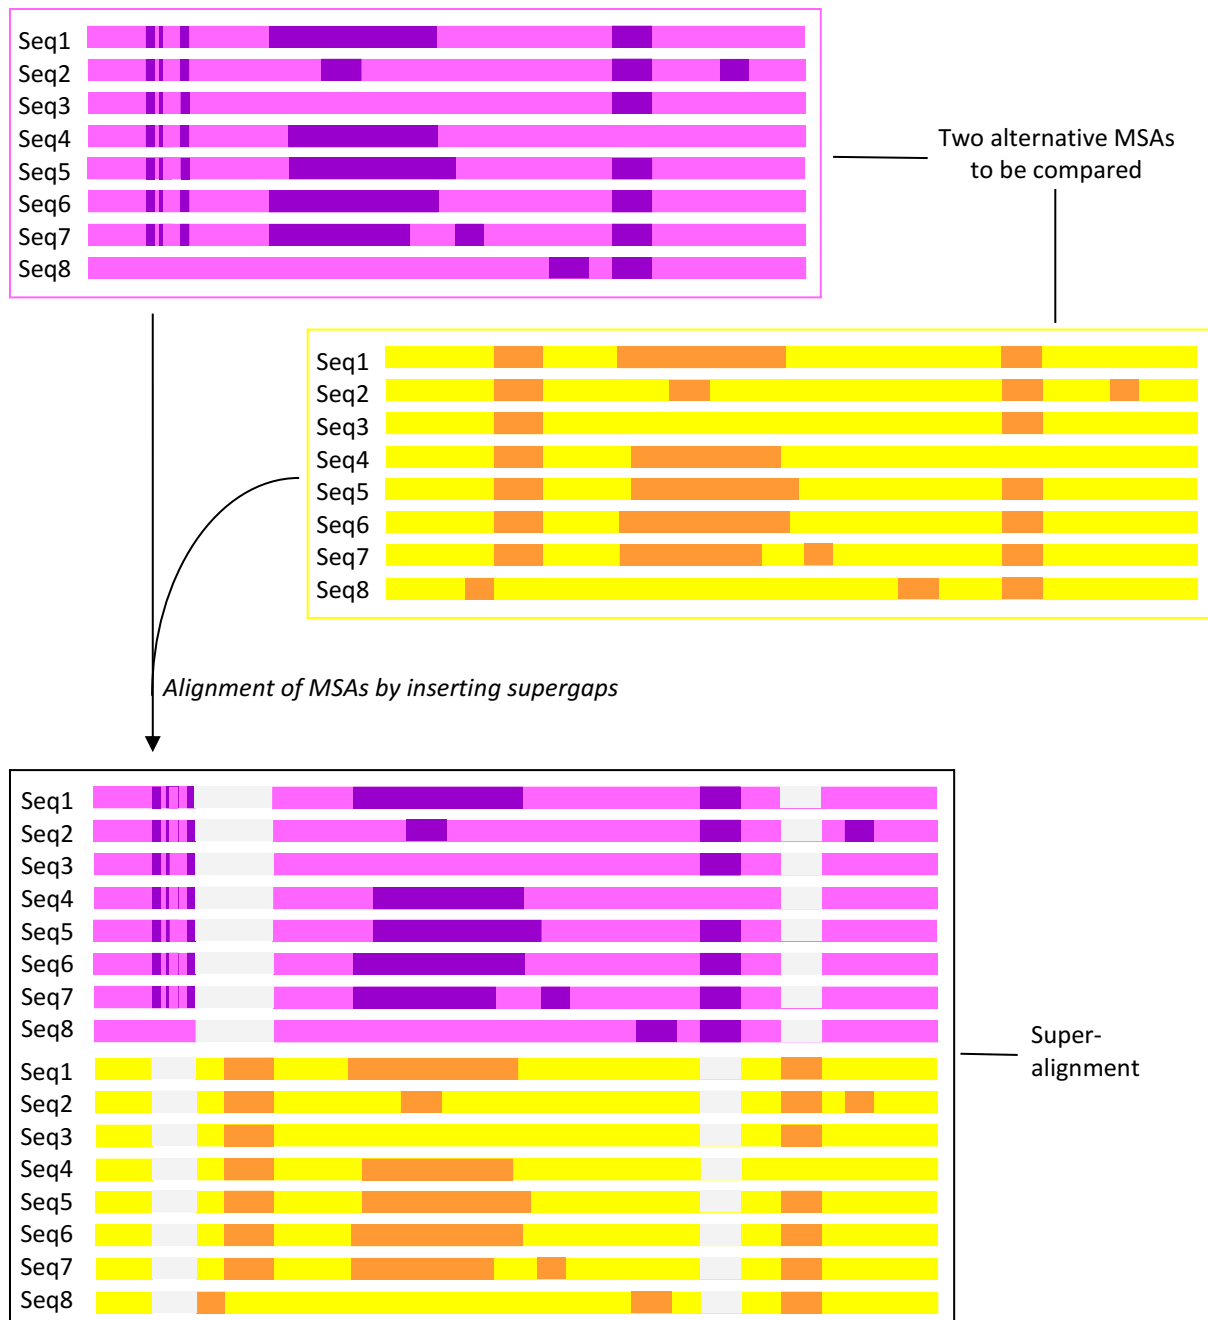 Seq1
Seq2
Seq3
Seq4
Seq5
Seq6
Seq7
Seq8
Two alternative MSAs
to be compared
Seq1
Seq2
Seq3
Seq4
Seq5
Seq6
Seq7
Seq8
Alignment of MSAs by inserting supergaps
Seq1
Seq2
Seq3
Seq4
Seq5
Seq6
Seq7
Seq8
Seq1
Seq2
Seq3
Seq4
Seq5
Seq6
Seq7
Seq8
Super-
alignment